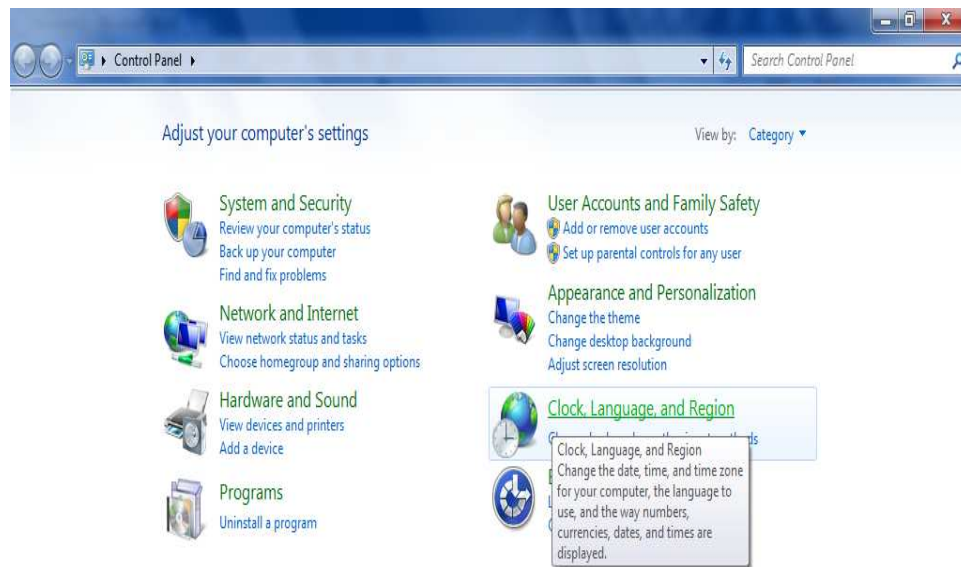 Control Panel
Search Control Panel
Adjust your computer's settings
View by: Category
System and Security
Review your computer's status
Back up your computer
Find and fix problems
Network and Internet
View network status and tasks
Choose homegroup and sharing options
Hardware and Sound
View devices and printers
Add a device
Programs
Uninstall a program
User Accounts and Family Safety
Add or remove user accounts
Set up parental controls for any user
Appearance and Personalization
Change the theme
Change desktop background
Adjust screen resolution
Clock, Language, and Region
Clock, Language, and Region
Change the date, time, and time zone
for your computer, the language to
use, and the way numbers,
currencies, dates, and times are
displayed.